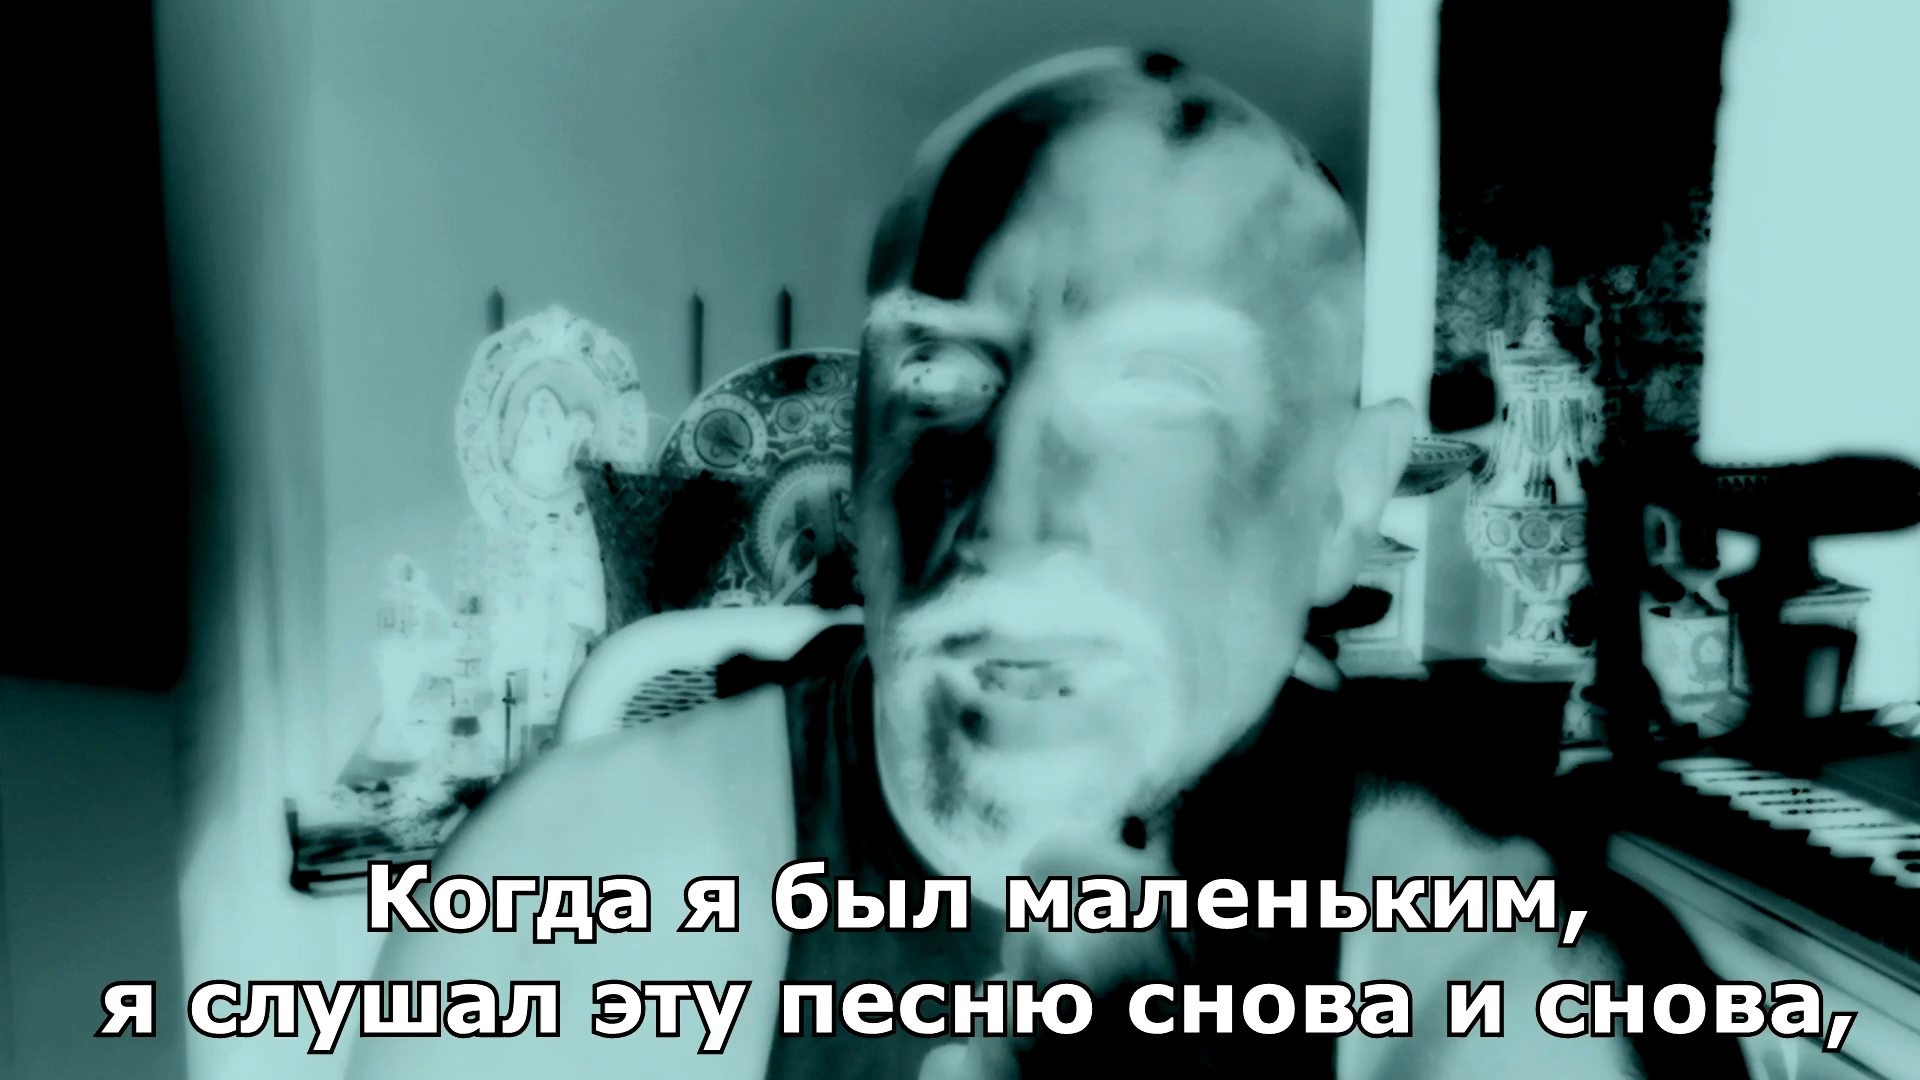 Когда я был маленьким,
я слушал эту песню снова и снова,